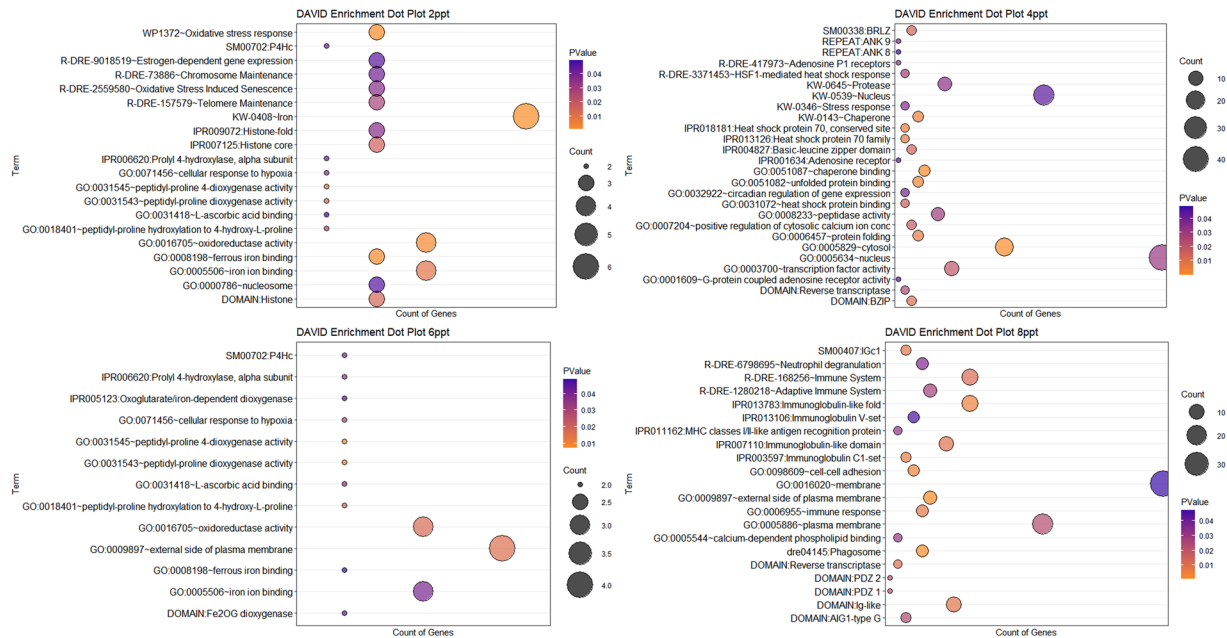 DAVID Enrichment Dot Plot 2ppt
WP1372~Oxidative stress response
SM00702:P4Hc
R-DRE-9018519~Estrogen-dependent gene expression
R-DRE-73886~Chromosome Maintenance
R-DRE-2559580~Oxidative Stress Induced Senescence
R-DRE-157579~Telomere Maintenance
KW-0408~Iron
IPR009072:Histone-fold
IPR007125:Histone core
IPR006620:Prolyl 4-hydroxylase, alpha subunit
GO:0071456~cellular response to hypoxia
GO:0031545~peptidyl-proline 4-dioxygenase activity
GO:0031543~peptidyl-proline dioxygenase activity
GO:0031418~L-ascorbic acid binding
GO:0018401~peptidyl-proline hydroxylation to 4-hydroxy-L-proline
GO:0016705~oxidoreductase activity
GO:0008198~ferrous iron binding
GO:0005506~iron ion binding
GO:0000786~nucleosome
DOMAIN:Histone
Term
Count of Genes
PValue
0.04
0.03
0.02
0.01
Count
2
3
4
5
6
DAVID Enrichment Dot Plot 4ppt
SM00338:BRLZ
REPEAT:ANK 9
REPEAT:ANK 8
R-DRE-417973~Adenosine P1 receptors
R-DRE-3371453~HSF1-mediated heat shock response
KW-0645~Protease
KW-0539~Nucleus
KW-0346~Stress response
KW-0143~Chaperone
IPR018181:Heat shock protein 70, conserved site
IPR013126:Heat shock protein 70 family
IPR004827:Basic-leucine zipper domain
IPR001634:Adenosine receptor
GO:0051087~chaperone binding
GO:0051082~unfolded protein binding
GO:0032922~circadian regulation of gene expression
GO:0031072~heat shock protein binding
GO:0008233~peptidase activity
GO:0007204~positive regulation of cytosolic calcium ion conc
GO:0006457~protein folding
GO:0005829~cytosol
GO:0005634~nucleus
GO:0003700~transcription factor activity
GO:0001609~G-protein coupled adenosine receptor activity
DOMAIN:Reverse transcriptase
DOMAIN:BZIP
Term
Count of Genes
Count
10
20
30
40
PValue
0.04
0.03
0.02
0.01
DAVID Enrichment Dot Plot 6ppt
SM00702:P4Hc
IPR006620:Prolyl 4-hydroxylase, alpha subunit
IPR005123:Oxoglutarate/iron-dependent dioxygenase
GO:0071456~cellular response to hypoxia
GO:0031545~peptidyl-proline 4-dioxygenase activity
GO:0031543~peptidyl-proline dioxygenase activity
GO:0031418~L-ascorbic acid binding
GO:0018401~peptidyl-proline hydroxylation to 4-hydroxy-L-proline
GO:0016705~oxidoreductase activity
GO:0009897~external side of plasma membrane
GO:0008198~ferrous iron binding
GO:0005506~iron ion binding
DOMAIN:Fe2OG dioxygenase
Term
Count of Genes
PValue
0.04
0.03
0.02
0.01
Count
2.0
2.5
3.0
3.5
4.0
DAVID Enrichment Dot Plot 8ppt
SM00407:IGc1
R-DRE-6798695~Neutrophil degranulation
R-DRE-168256~Immune System
R-DRE-1280218~Adaptive Immune System
IPR013783:Immunoglobulin-like fold
IPR013106:Immunoglobulin V-set
IPR011162:MHC classes I/II-like antigen recognition protein
IPR007110:Immunoglobulin-like domain
IPR003597:Immunoglobulin C1-set
GO:0098609~cell-cell adhesion
GO:0016020~membrane
GO:0009897~external side of plasma membrane
GO:0006955~immune response
GO:0005886~plasma membrane
GO:0005544~calcium-dependent phospholipid binding
dre04145:Phagosome
DOMAIN:Reverse transcriptase
DOMAIN:PDZ 2
DOMAIN:PDZ 1
DOMAIN:Ig-like
DOMAIN:AIG1-type G
Term
Count of Genes
Count
10
20
30
PValue
0.04
0.03
0.02
0.01